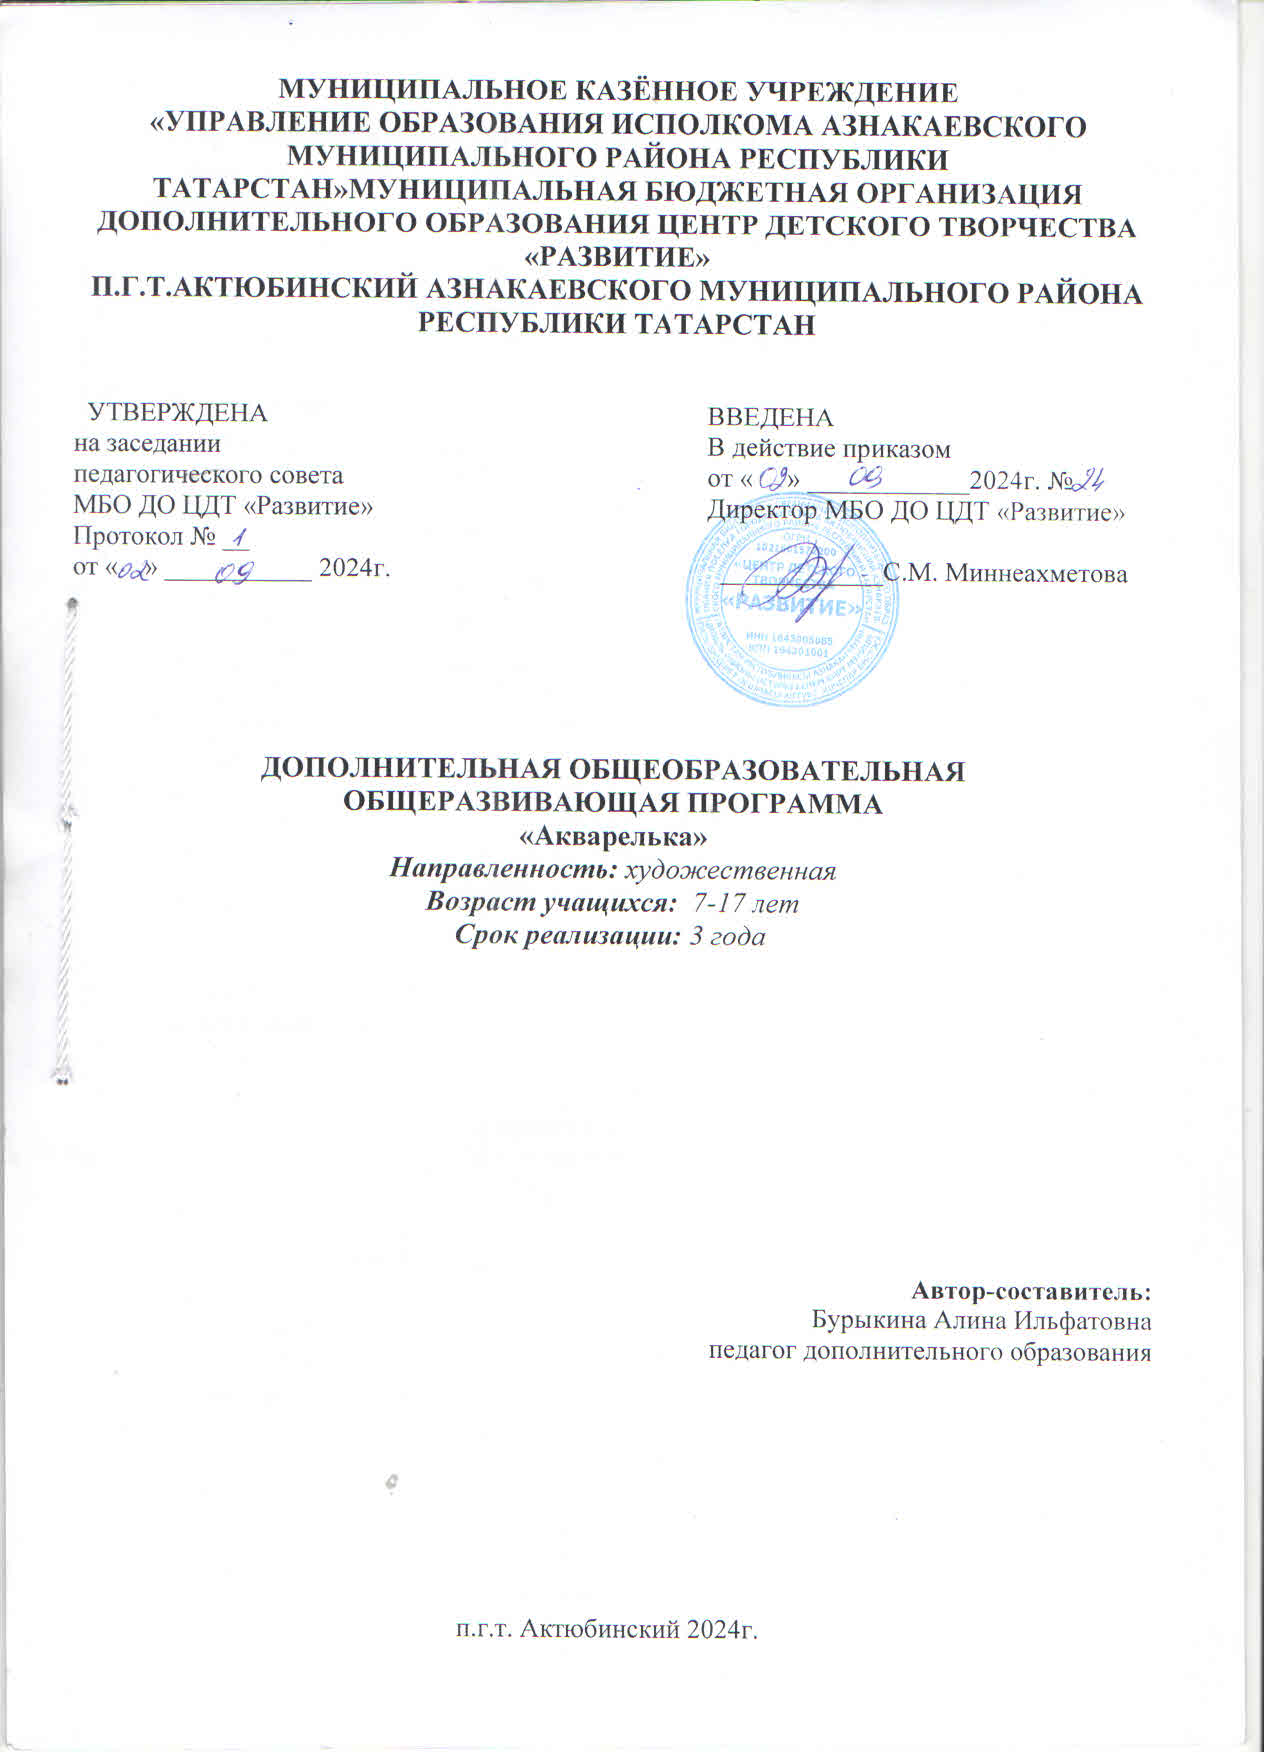 МУНИЦИПАЛЬНОЕ КАЗЁННОЕ УЧРЕЖДЕНИЕ
«УПРАВЛЕНИЕ ОБРАЗОВАНИЯ ИСПОЛКОМА АЗНАКАЕВСКОГО
МУНИЦИПАЛЬНОГО РАЙОНА РЕСПУБЛИКИ
ТАТАРСТАН»МУНИЦИПАЛЬНАЯ БЮДЖЕТНАЯ ОРГАНИЗАЦИЯ
ДОПОЛНИТЕЛЬНОГО ОБРАЗОВАНИЯ ЦЕНТР ДЕТСКОГО ТВОРЧЕСТВА
«РАЗВИТИЕ»
П.Г.Т.АКТЮБИНСКИЙ АЗНАКАЕВСКОГО МУНИЦИПАЛЬНОГО РАЙОНА
РЕСПУБЛИКИ ТАТАРСТАН
УТВЕРЖДЕНА
на заседании
педагогического совета
МБО ДО ЦДТ «Развитие»
Протокол № 1
от «02» 09 2024г.
ВВЕДЕНА
В действие приказом
от «02» 09 2024г. №24
Директор МБО ДО ЦДТ «Развитие»
С.М. Миннеахметова
«ЦЕНТР ДЕТСКОГО
ТВОРЧЕСТВА
«РАЗВИТИЕ»
ДОПОЛНИТЕЛЬНАЯ ОБЩЕОБРАЗОВАТЕЛЬНАЯ
ОБЩЕРАЗВИВАЮЩАЯ ПРОГРАММА
«Акварелька»
Направленность: художественная
Возраст учащихся: 7-17 лет
Срок реализации: 3 года
Автор-составитель:
Бурыкина Алина Ильфатовна
педагог дополнительного образования
п.г.т. Актюбинский 2024г.